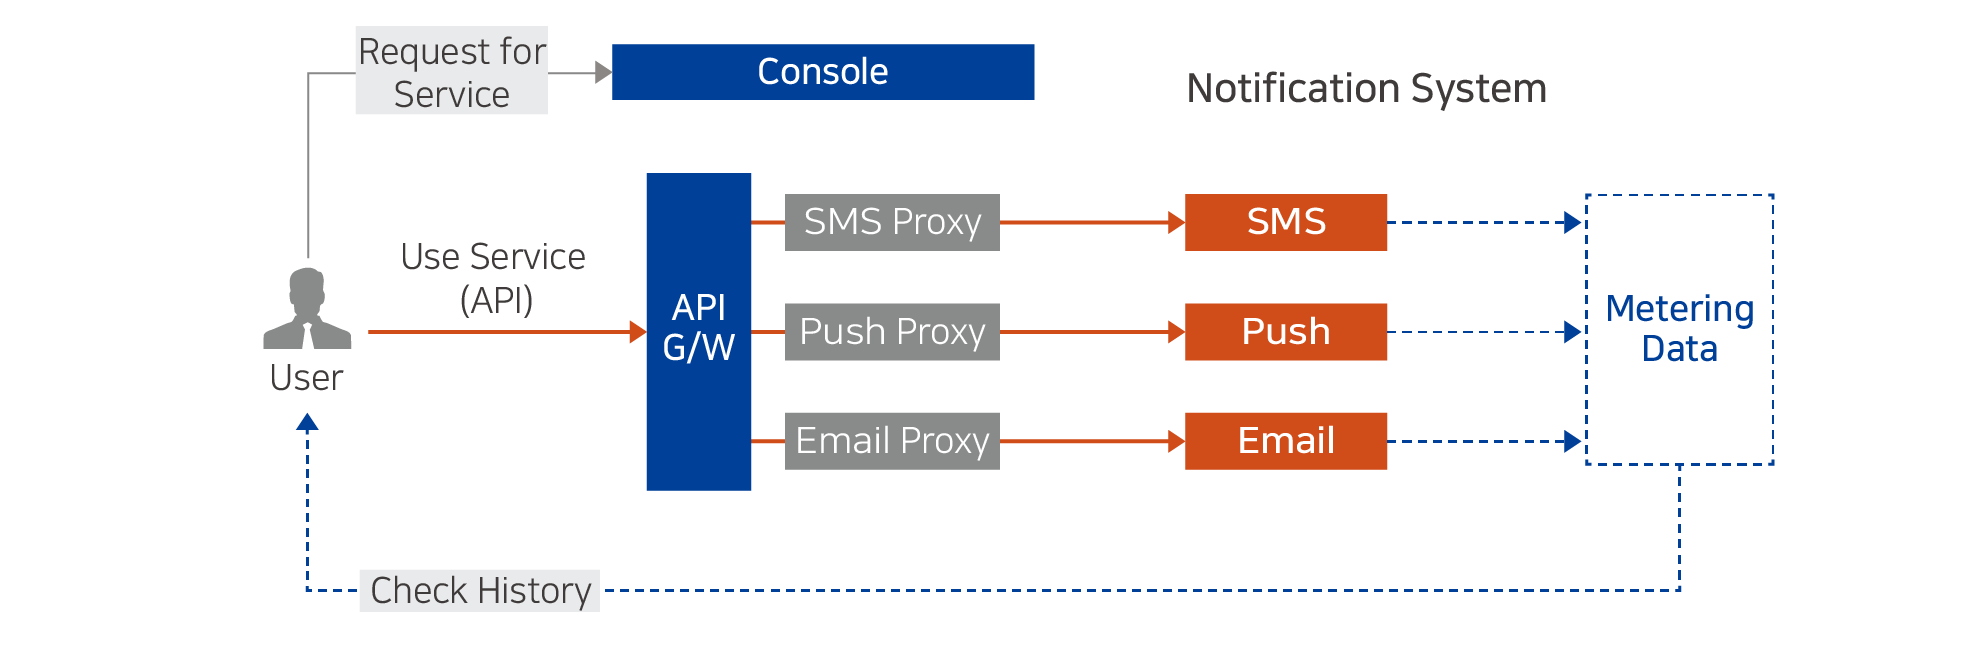 Request for
Service
Console
Notification System
Use Service
(API)
User
API
G/W
SMS Proxy
SMS
Push Proxy
Push
Email Proxy
Email
Metering
Data
Check History